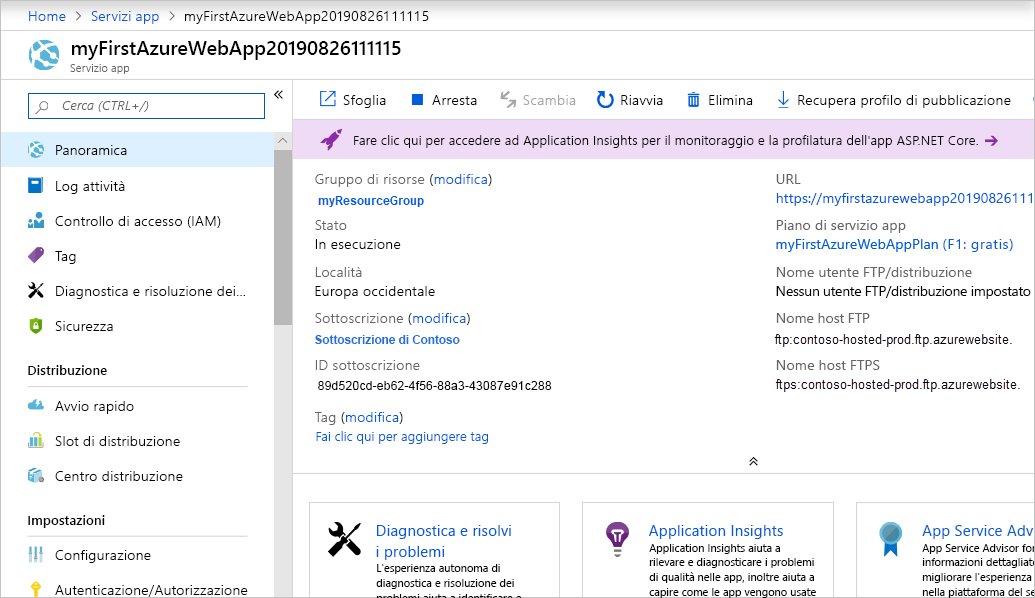 Home > Servizi app > myFirstAzureWebApp20190826111115
myFirstAzureWebApp20190826111115
Servizio app
Cerca (CTRL+/)
Panoramica
Log attività
Controllo di accesso (IAM)
Tag
Diagnostica e risoluzione dei...
Sicurezza
Distribuzione
Avvio rapido
Slot di distribuzione
Centro distribuzione
Impostazioni
Configurazione
Autenticazione/Autorizzazione
Sfoglia Arresta Scambia Riavvia Elimina Recupera profilo di pubblicazione
Fare clic qui per accedere ad Application Insights per il monitoraggio e la profilatura dell'app ASP.NET Core. →
Gruppo di risorse (modifica)
myResourceGroup
Stato
In esecuzione
Località
Europa occidentale
Sottoscrizione (modifica)
Sottoscrizione di Contoso
ID sottoscrizione
89d520cd-eb62-4f56-88a3-43087e91c288
Tag (modifica)
Fai clic qui per aggiungere tag
URL
https://myfirstazurewebapp20190826111
Piano di servizio app
myFirstAzureWebAppPlan (F1: gratis)
Nome utente FTP/distribuzione
Nessun utente FTP/distribuzione impostato
Nome host FTP
ftp:contoso-hosted-prod.ftp.azurewebsite.
Nome host FTPS
ftps:contoso-hosted-prod.ftp.azurewebsite.
Diagnostica e risolvi
i problemi
L'esperienza autonoma di
diagnostica e risoluzione dei
problemi aiuta a identificare e
Application Insights
Application Insights aiuta a
rilevare e diagnosticare i problemi
di qualità nelle app, inoltre aiuta a
capire come le app vengono usate
App Service Adv
App Service Advisor for
informazioni dettagliat
migliorare l'esperienza
nella piattaforma del se